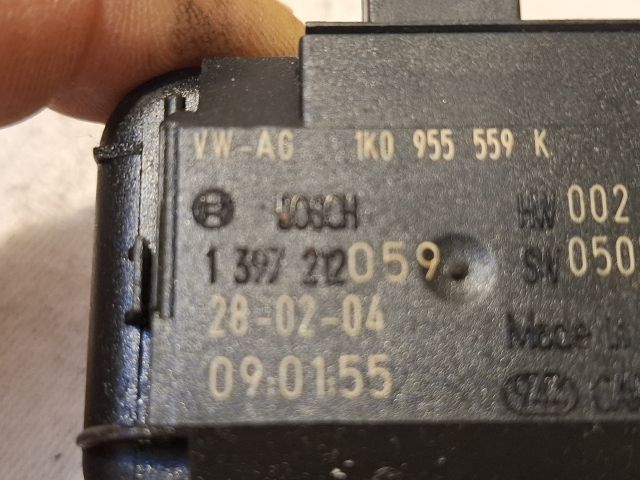 VW-AG 1K0 955 559 K
BOSCH HW 002
1 397 212 059 SW 050
28-02-04 Made
09:01:55